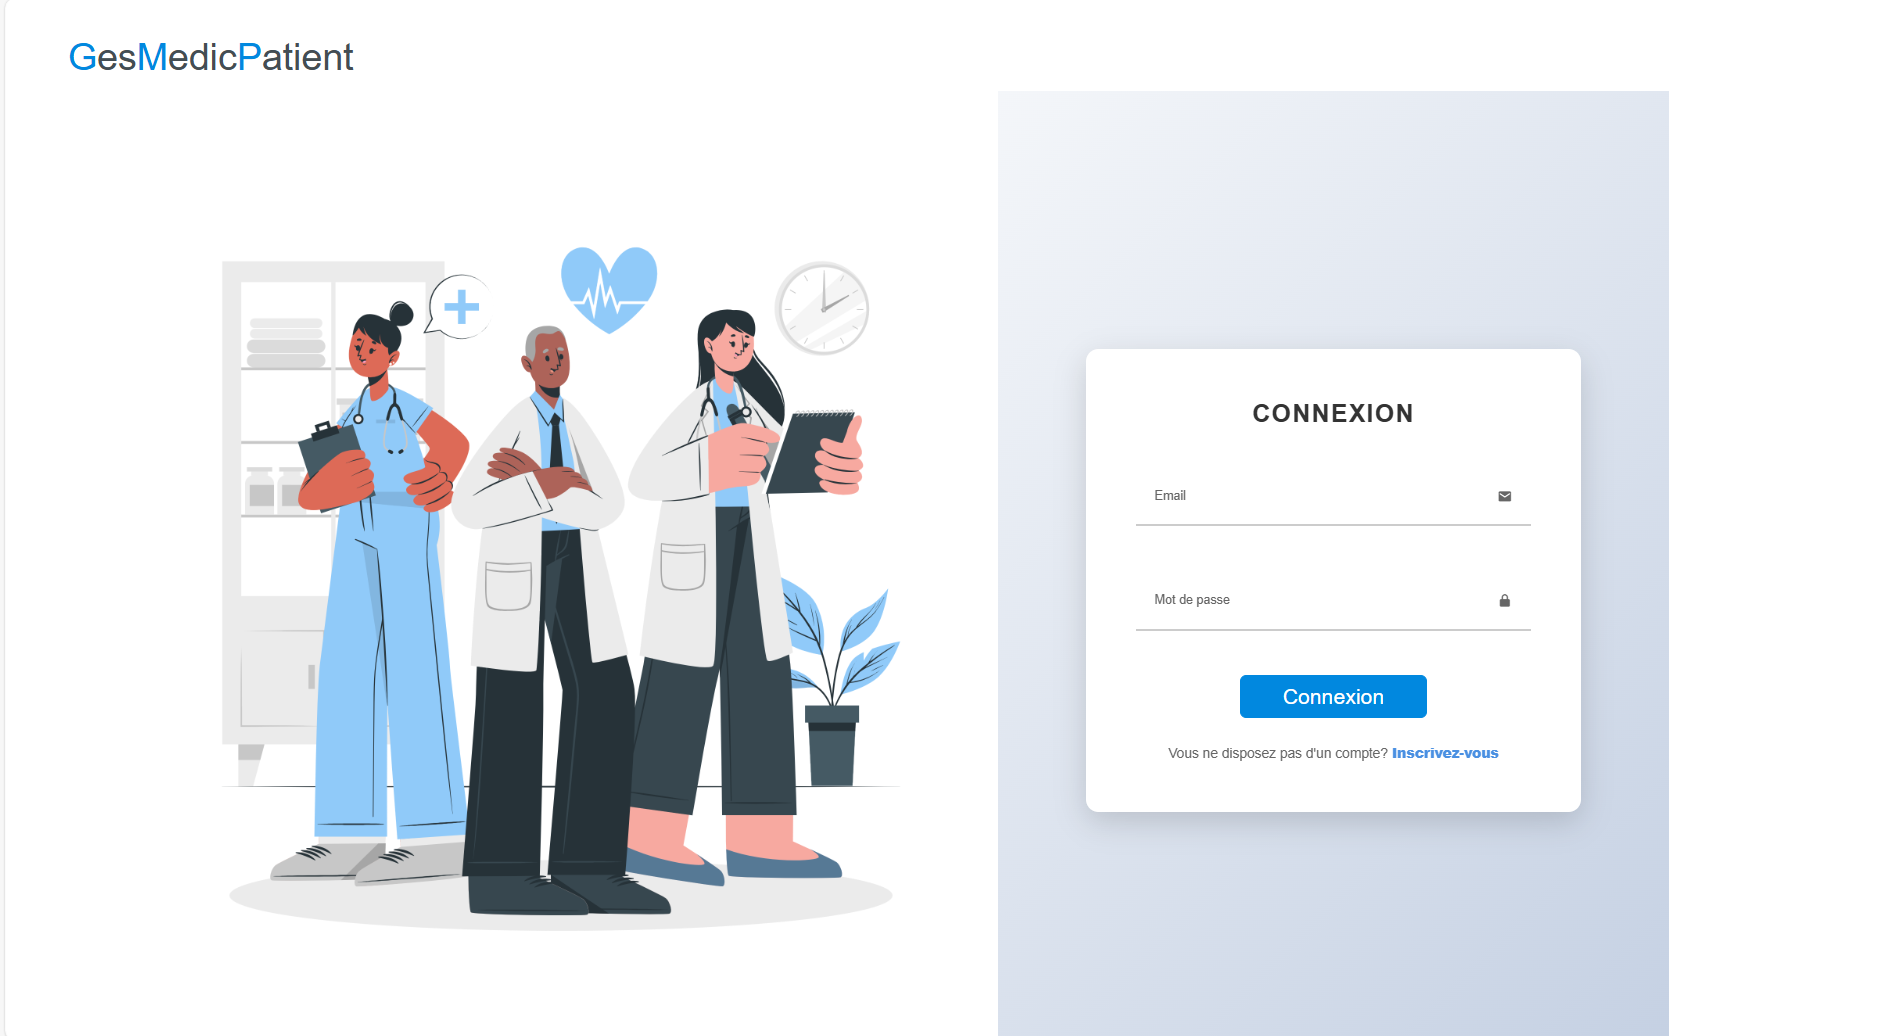 GesMedicPatient
CONNEXION
Email
Mot de passe
Connexion
Vous ne disposez pas d'un compte? Inscrivez-vous